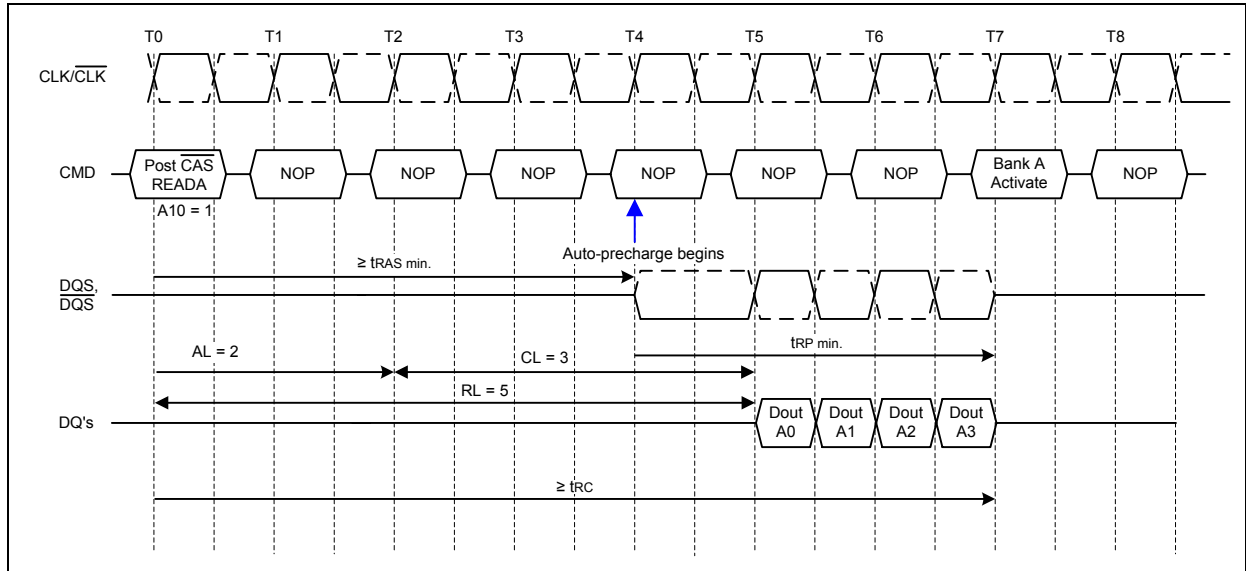 T0 T1 T2 T3 T4 T5 T6 T7 T8
CLK/CLK
CMD
Post CAS
READA
NOP
NOP
NOP
NOP
NOP
NOP
Bank A
Activate
NOP
A10 = 1
Auto-precharge begins
≥ tRAS min.
DQS,
DQS
tRP min.
AL = 2
CL = 3
RL = 5
DQ's
Dout
A0
Dout
A1
Dout
A2
Dout
A3
≥ tRC